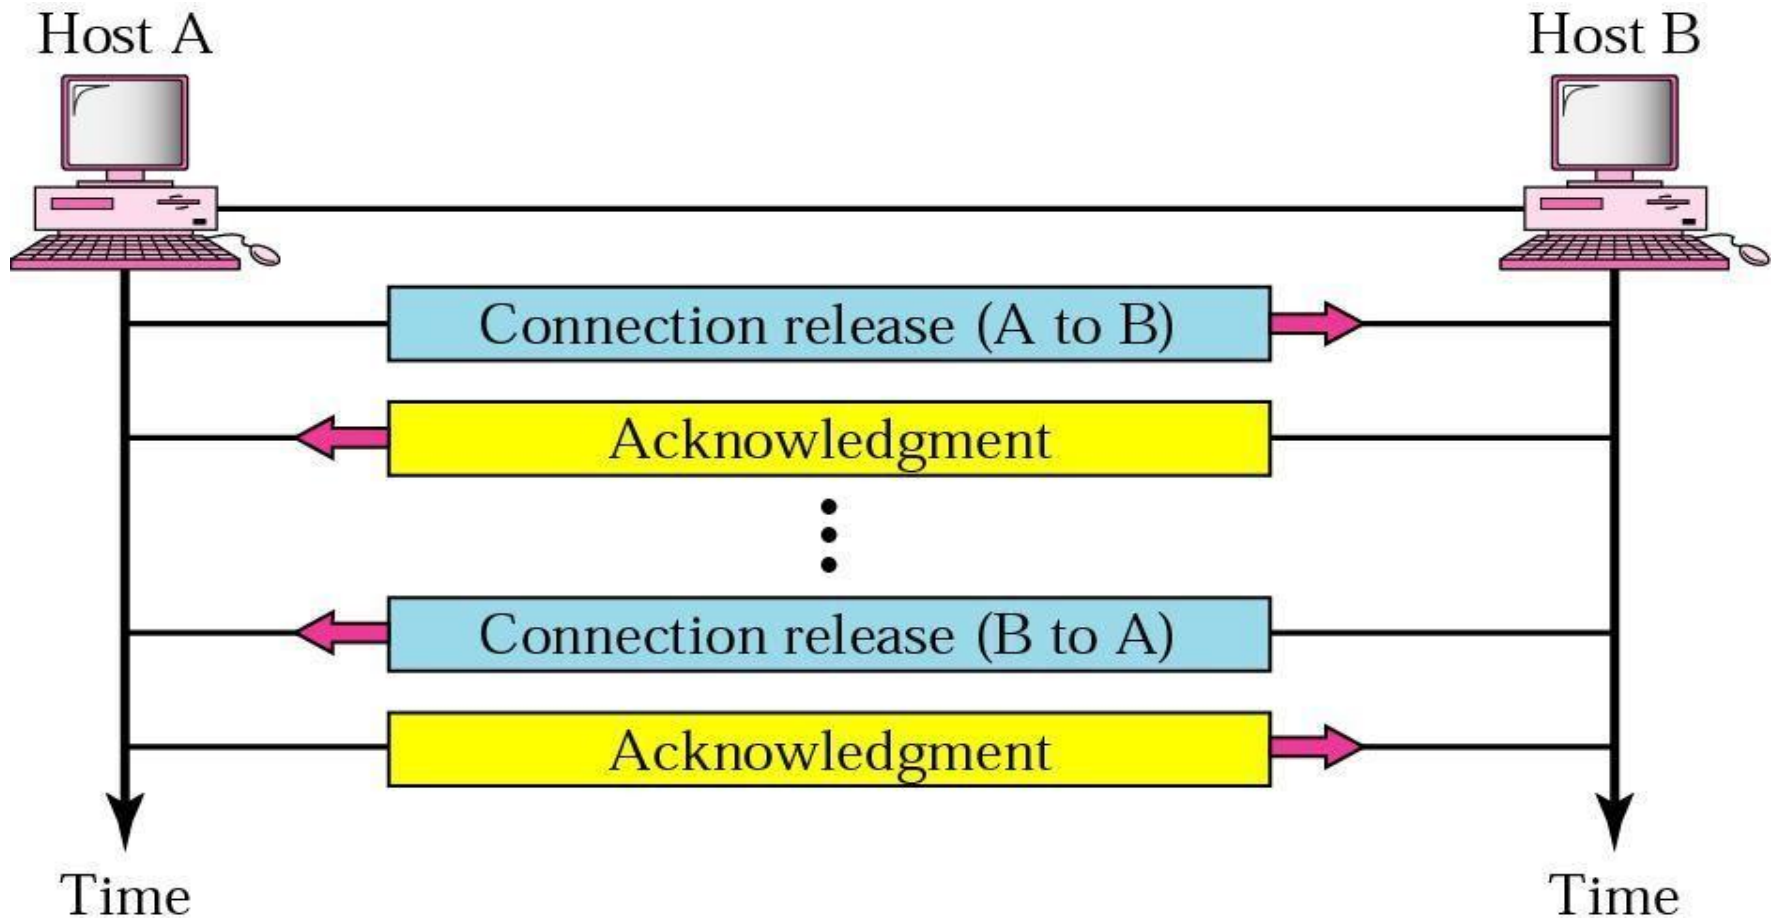 Host A
Host B
Connection release (A to B)
Acknowledgment
Connection release (B to A)
Acknowledgment
Time
Time